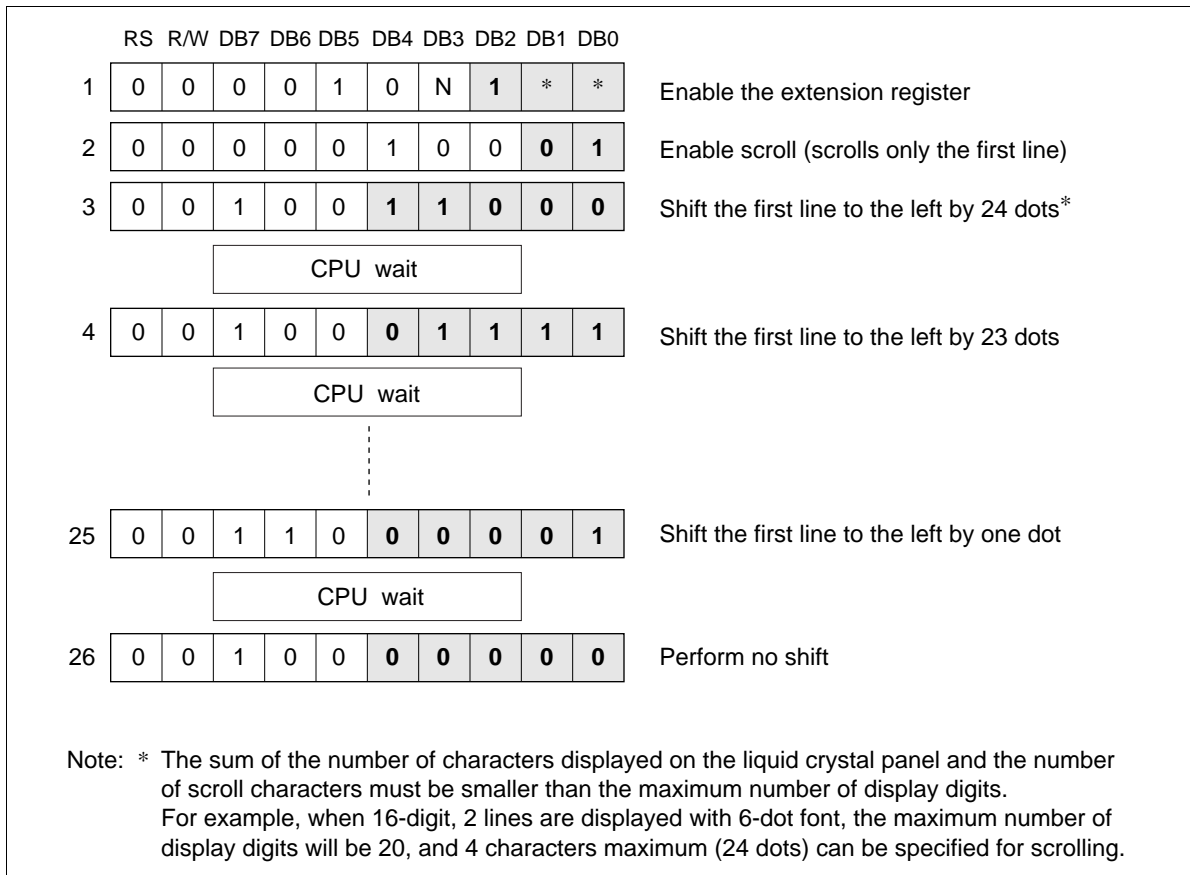 RS R/W DB7 DB6 DB5 DB4 DB3 DB2 DB1 DB0
1 0 0 0 0 1 0 N 1 * * Enable the extension register
2 0 0 0 0 0 1 0 0 0 1 Enable scroll (scrolls only the first line)
3 0 0 1 0 0 1 1 0 0 0 Shift the first line to the left by 24 dots*
CPU wait
4 0 0 1 0 0 0 1 1 1 1 Shift the first line to the left by 23 dots
CPU wait
25 0 0 1 1 0 0 0 0 0 1 Shift the first line to the left by one dot
CPU wait
26 0 0 1 0 0 0 0 0 0 0 Perform no shift
Note: * The sum of the number of characters displayed on the liquid crystal panel and the number
of scroll characters must be smaller than the maximum number of display digits.
For example, when 16-digit, 2 lines are displayed with 6-dot font, the maximum number of
display digits will be 20, and 4 characters maximum (24 dots) can be specified for scrolling.